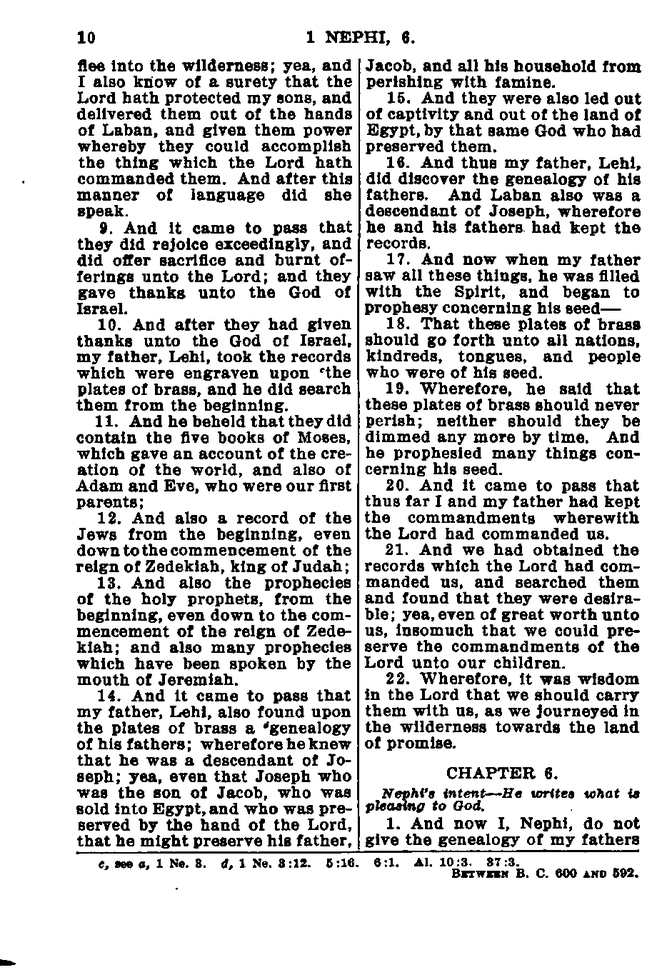 10
1 NEPHI, 6.
flee into the wilderness; yea, and
I also know of a surety that the
Lord hath protected my sons, and
delivered them out of the hands
of Laban, and given them power
whereby they could accomplish
the thing which the Lord hath
commanded them. And after this
manner of language did she
speak.
9. And it came to pass that
they did rejoice exceedingly, and
did offer sacrifice and burnt of-
ferings unto the Lord; and they
gave thanks unto the God of
Israel.
10. And after they had given
thanks unto the God of Israel,
my father, Lehi, took the records
which were engraven upon cthe
plates of brass, and he did search
them from the beginning.
11. And he beheld that they did
contain the five books of Moses,
which gave an account of the cre-
ation of the world, and also of
Adam and Eve, who were our first
parents;
12. And also a record of the
Jews from the beginning, even
down to the commencement of the
reign of Zedekiah, king of Judah;
13. And also the prophecies
of the holy prophets, from the
beginning, even down to the com-
mencement of the reign of Zede-
kiah; and also many prophecies
which have been spoken by the
mouth of Jeremiah.
14. And it came to pass that
my father, Lehi, also found upon
the plates of brass a dgenealogy
of his fathers; wherefore he knew
that he was a descendant of Jo-
seph; yea, even that Joseph who
was the son of Jacob, who was
sold into Egypt, and who was pre-
served by the hand of the Lord,
that he might preserve his father,
Jacob, and all his household from
perishing with famine.
15. And they were also led out
of captivity and out of the land of
Egypt, by that same God who had
preserved them.
16. And thus my father, Lehi,
did discover the genealogy of his
fathers. And Laban also was a
descendant of Joseph, wherefore
he and his fathers had kept the
records.
17. And now when my father
saw all these things, he was filled
with the Spirit, and began to
prophesy concerning his seed—
18. That these plates of brass
should go forth unto all nations,
kindreds, tongues, and people
who were of his seed.
19. Wherefore, he said that
these plates of brass should never
perish; neither should they be
dimmed any more by time. And
he prophesied many things con-
cerning his seed.
20. And it came to pass that
thus far I and my father had kept
the commandments wherewith
the Lord had commanded us.
21. And we had obtained the
records which the Lord had com-
manded us, and searched them
and found that they were desira-
ble; yea, even of great worth unto
us, insomuch that we could pre-
serve the commandments of the
Lord unto our children.
22. Wherefore, it was wisdom
in the Lord that we should carry
them with us, as we journeyed in
the wilderness towards the land
of promise.
CHAPTER 6.
Nephi's intent—He writes what is
pleasing to God.
1. And now I, Nephi, do not
give the genealogy of my fathers
c, see a, 1 Ne. 3. d, 1 Ne. 3:12. 5:16. 6:1. Al. 10:3. 37:3.
BETWEEN B. C. 600 AND 592.